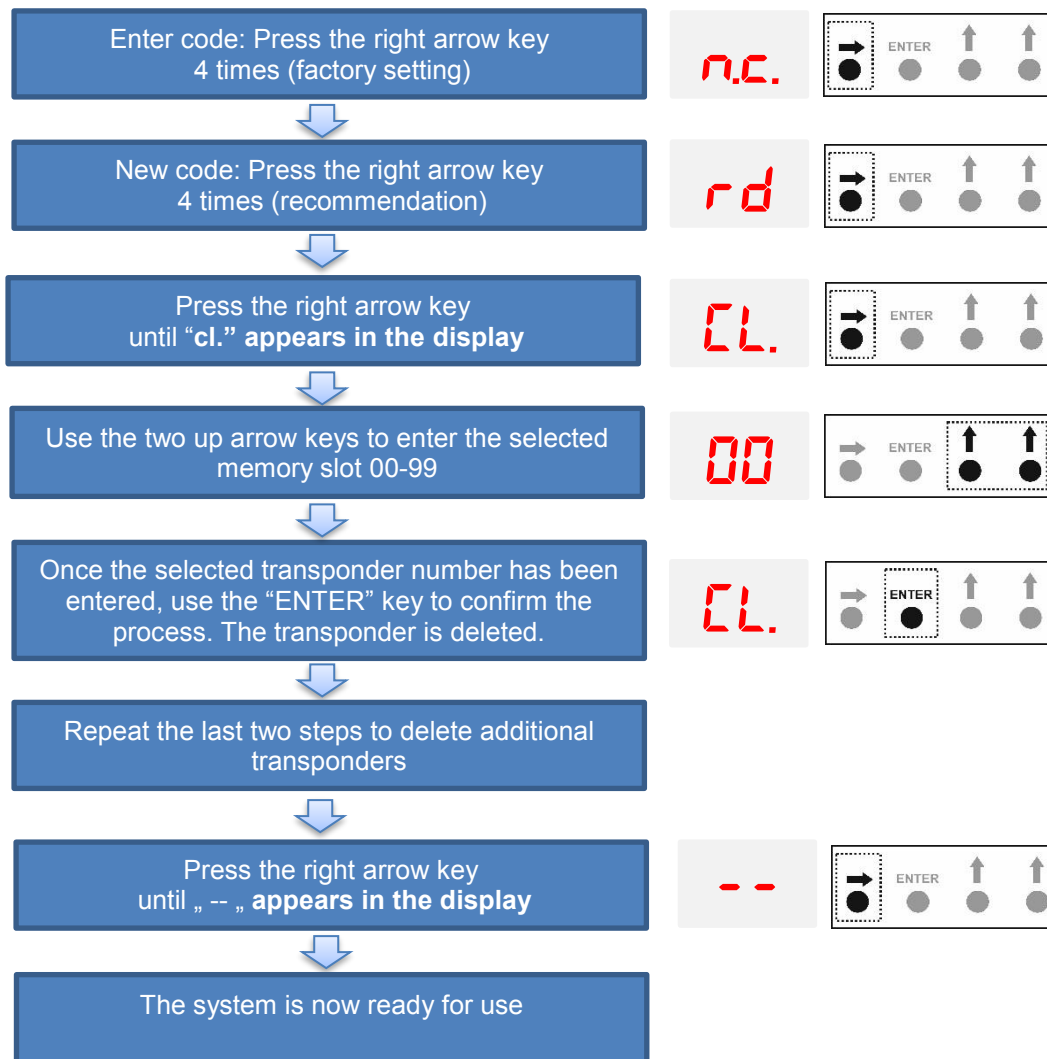 Enter code: Press the right arrow key
4 times (factory setting)
n.c.
ENTER
New code: Press the right arrow key
4 times (recommendation)
rd
ENTER
Press the right arrow key
until “cl.” appears in the display
CL.
ENTER
Use the two up arrow keys to enter the selected
memory slot 00-99
00
ENTER
Once the selected transponder number has been
entered, use the “ENTER” key to confirm the
process. The transponder is deleted.
CL.
ENTER
Repeat the last two steps to delete additional
transponders
Press the right arrow key
until „ -- „ appears in the display
--
ENTER
The system is now ready for use